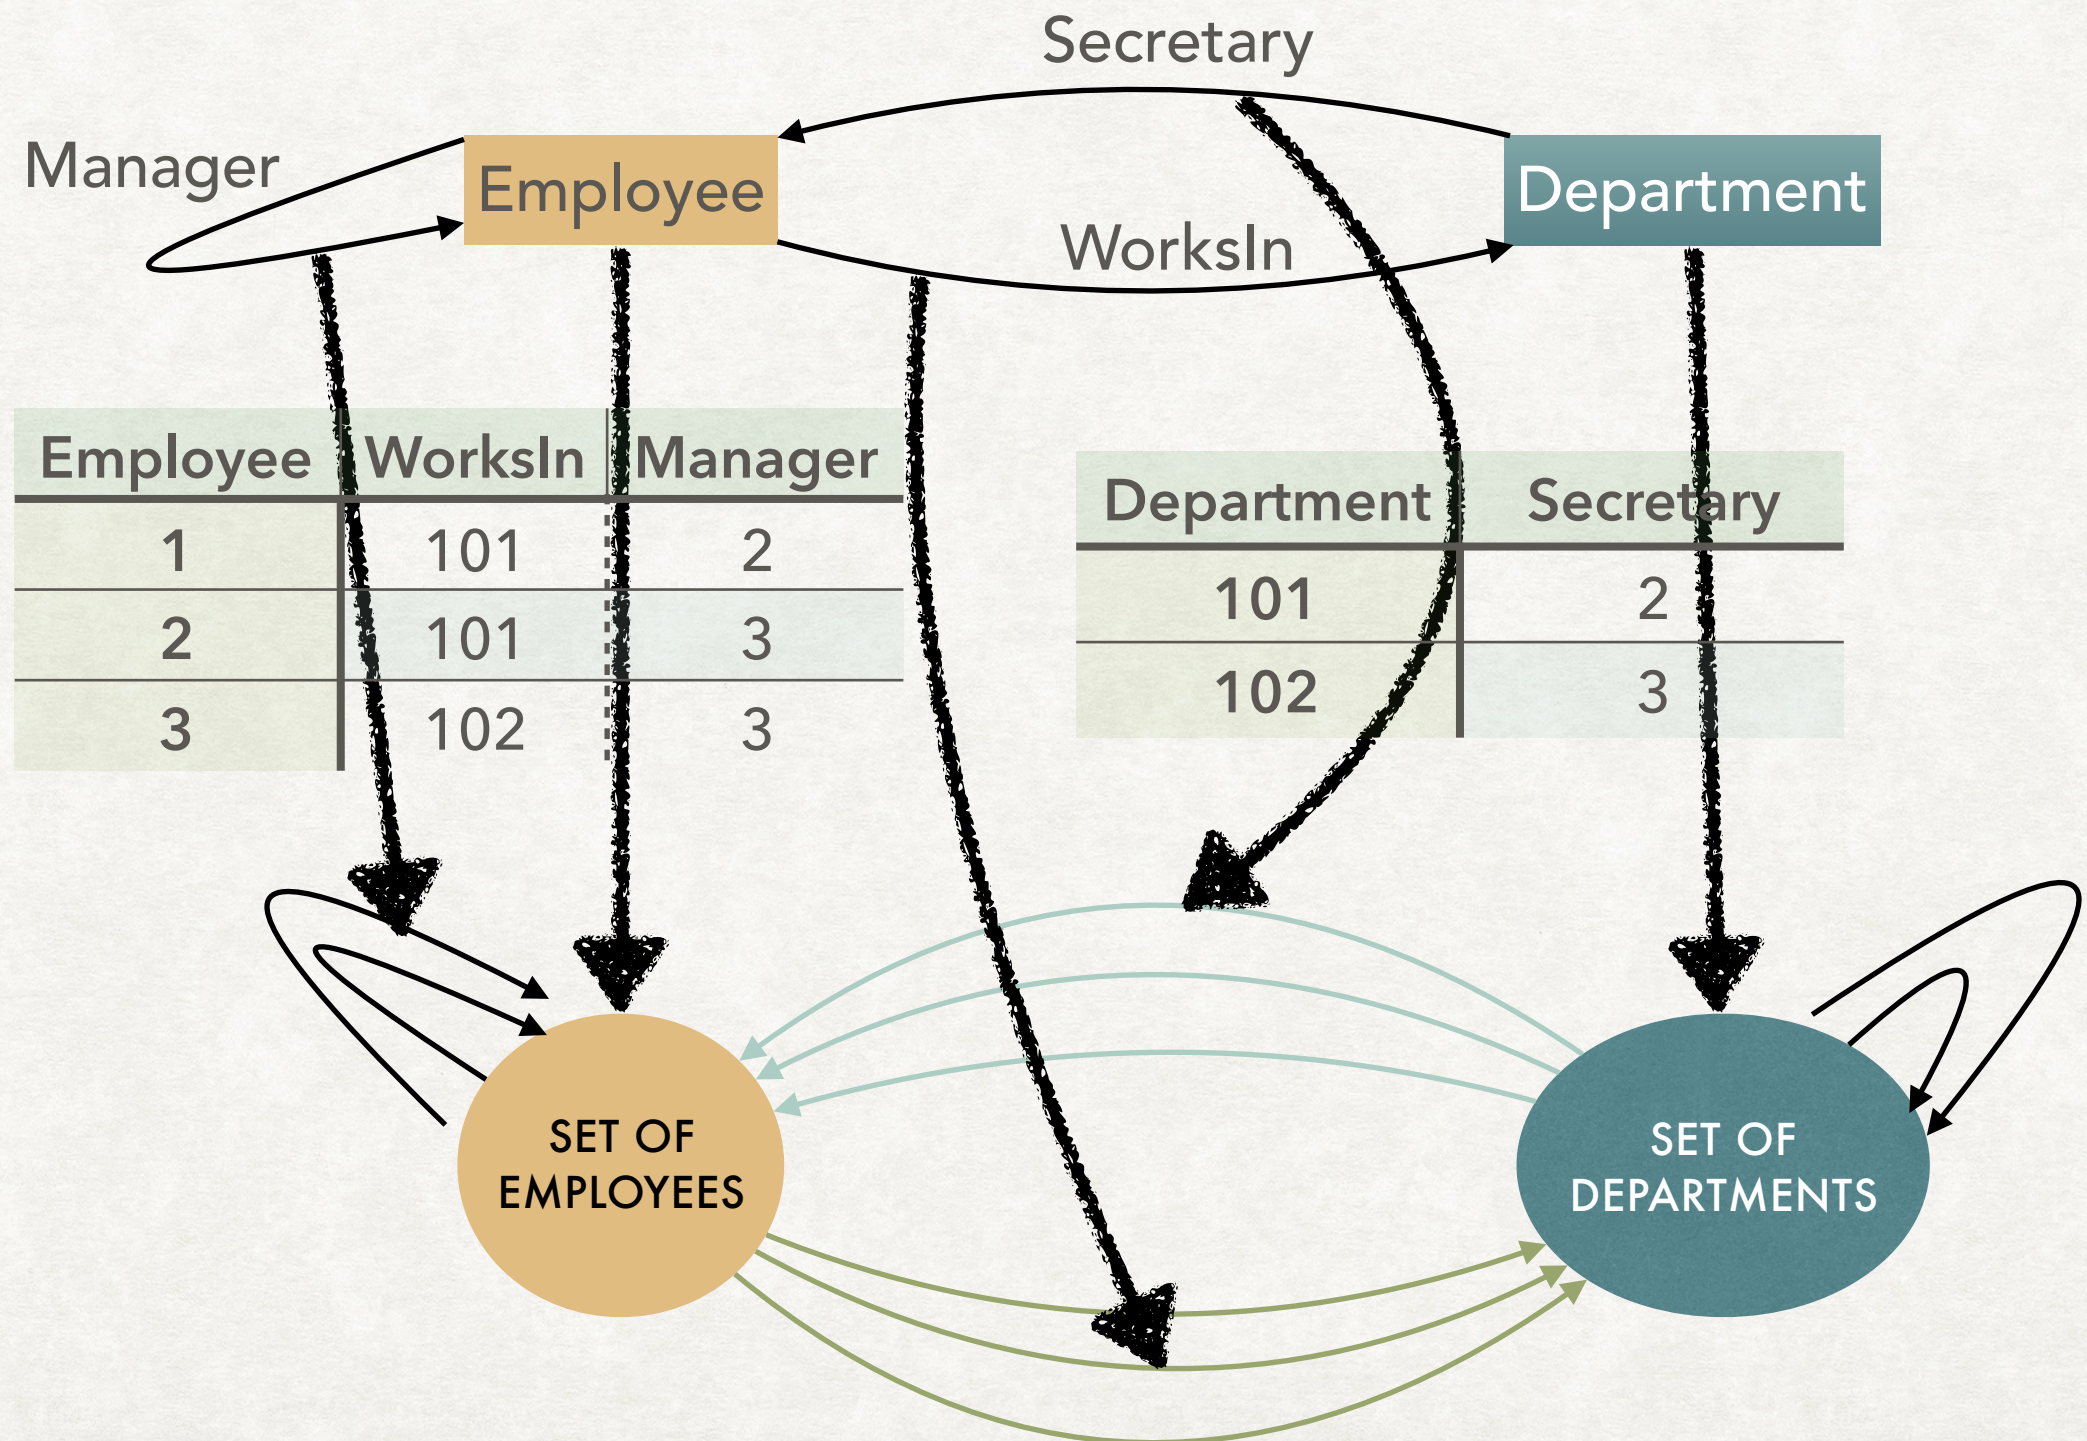 Secretary
Manager
Employee
Department
WorksIn
Employee WorksIn Manager
1 101 2
2 101 3
3 102 3
Department Secretary
101 2
102 3
SET OF
EMPLOYEES
SET OF
DEPARTMENTS